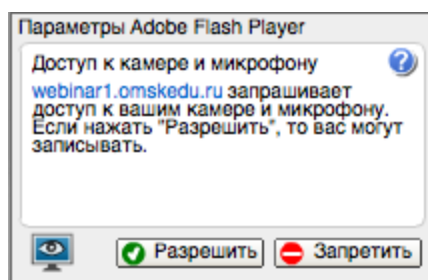 Параметры Adobe Flash Player
Доступ к камере и микрофону
webinar1.omskedu.ru запрашивает
доступ к вашим камере и микрофону.
Если нажать "Разрешить", то вас могут
записывать.
Разрешить Запретить